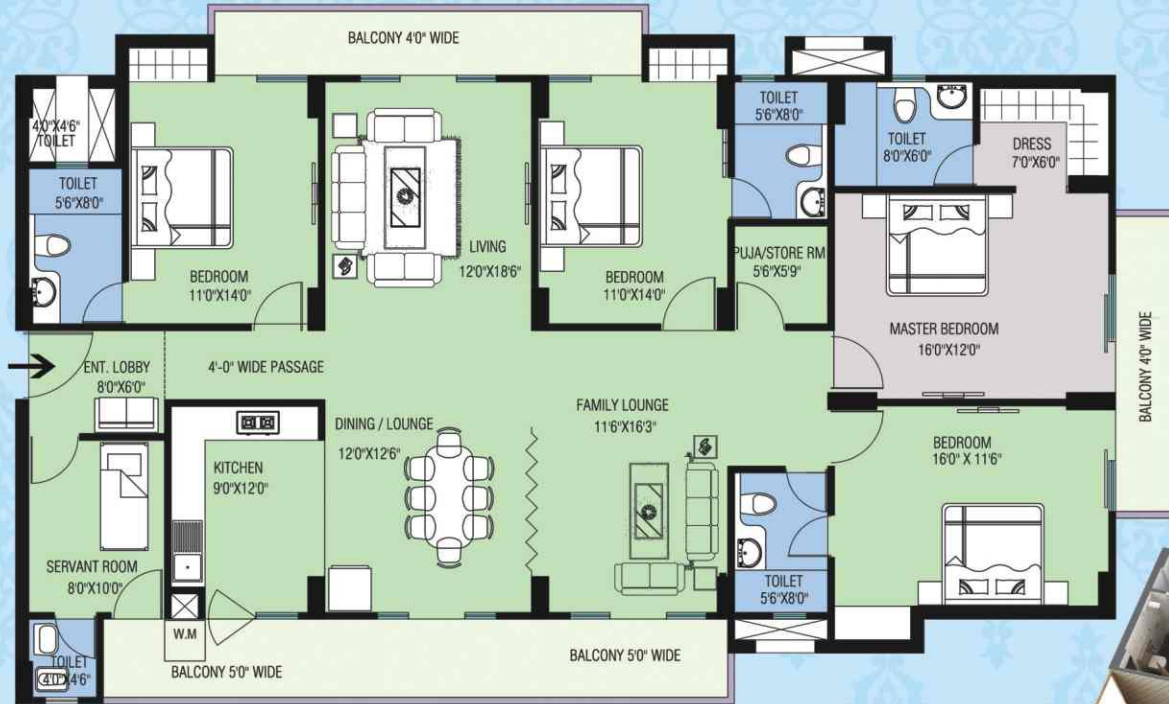 BALCONY 4'0" WIDE
4'0"X4'6"
TOILET
TOILET
5'6"X8'0"
BEDROOM
11'0"X14'0"
LIVING
12'0"X18'6"
BEDROOM
11'0"X14'0"
TOILET
5'6"X8'0"
TOILET
8'0"X6'0"
DRESS
7'0"X6'0"
PUJA/STORE RM
5'6"X5'9"
MASTER BEDROOM
16'0"X12'0"
BALCONY 4'0" WIDE
ENT. LOBBY
8'0"X6'0"
4'-0" WIDE PASSAGE
DINING / LOUNGE
12'0"X12'6"
FAMILY LOUNGE
11'6"X16'3"
BEDROOM
16'0" X 11'6"
KITCHEN
9'0"X12'0"
SERVANT ROOM
8'0"X10'0"
TOILET
5'6"X8'0"
W.M
TOILET
4'0"X4'6"
BALCONY 5'0" WIDE
BALCONY 5'0" WIDE